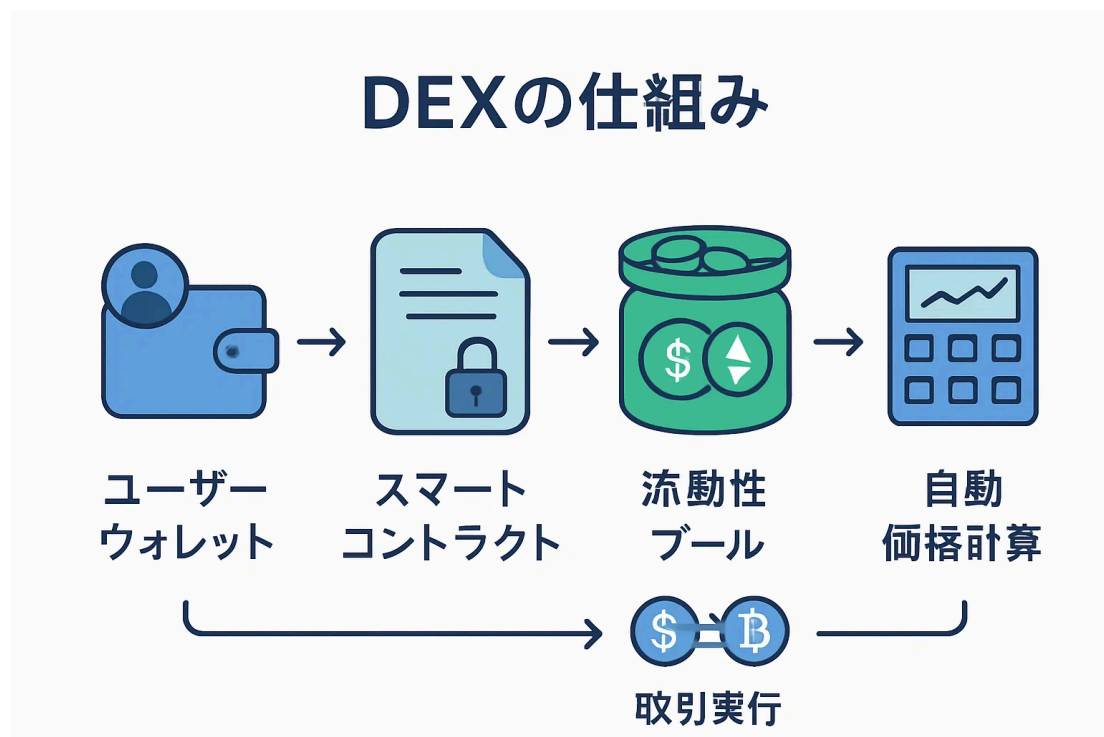 DEXの仕組み
ユーザー
ウォレット
スマート
コントラクト
流動性
ブール
自動
価格計算
$
$ B
取引実行